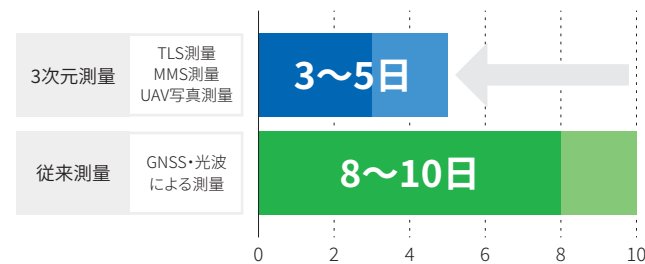 3次元測量
TLS測量
MMS測量
UAV写真測量
3〜5日
従来測量
GNSS・光波
による測量
8〜10日
0 2 4 6 8 10